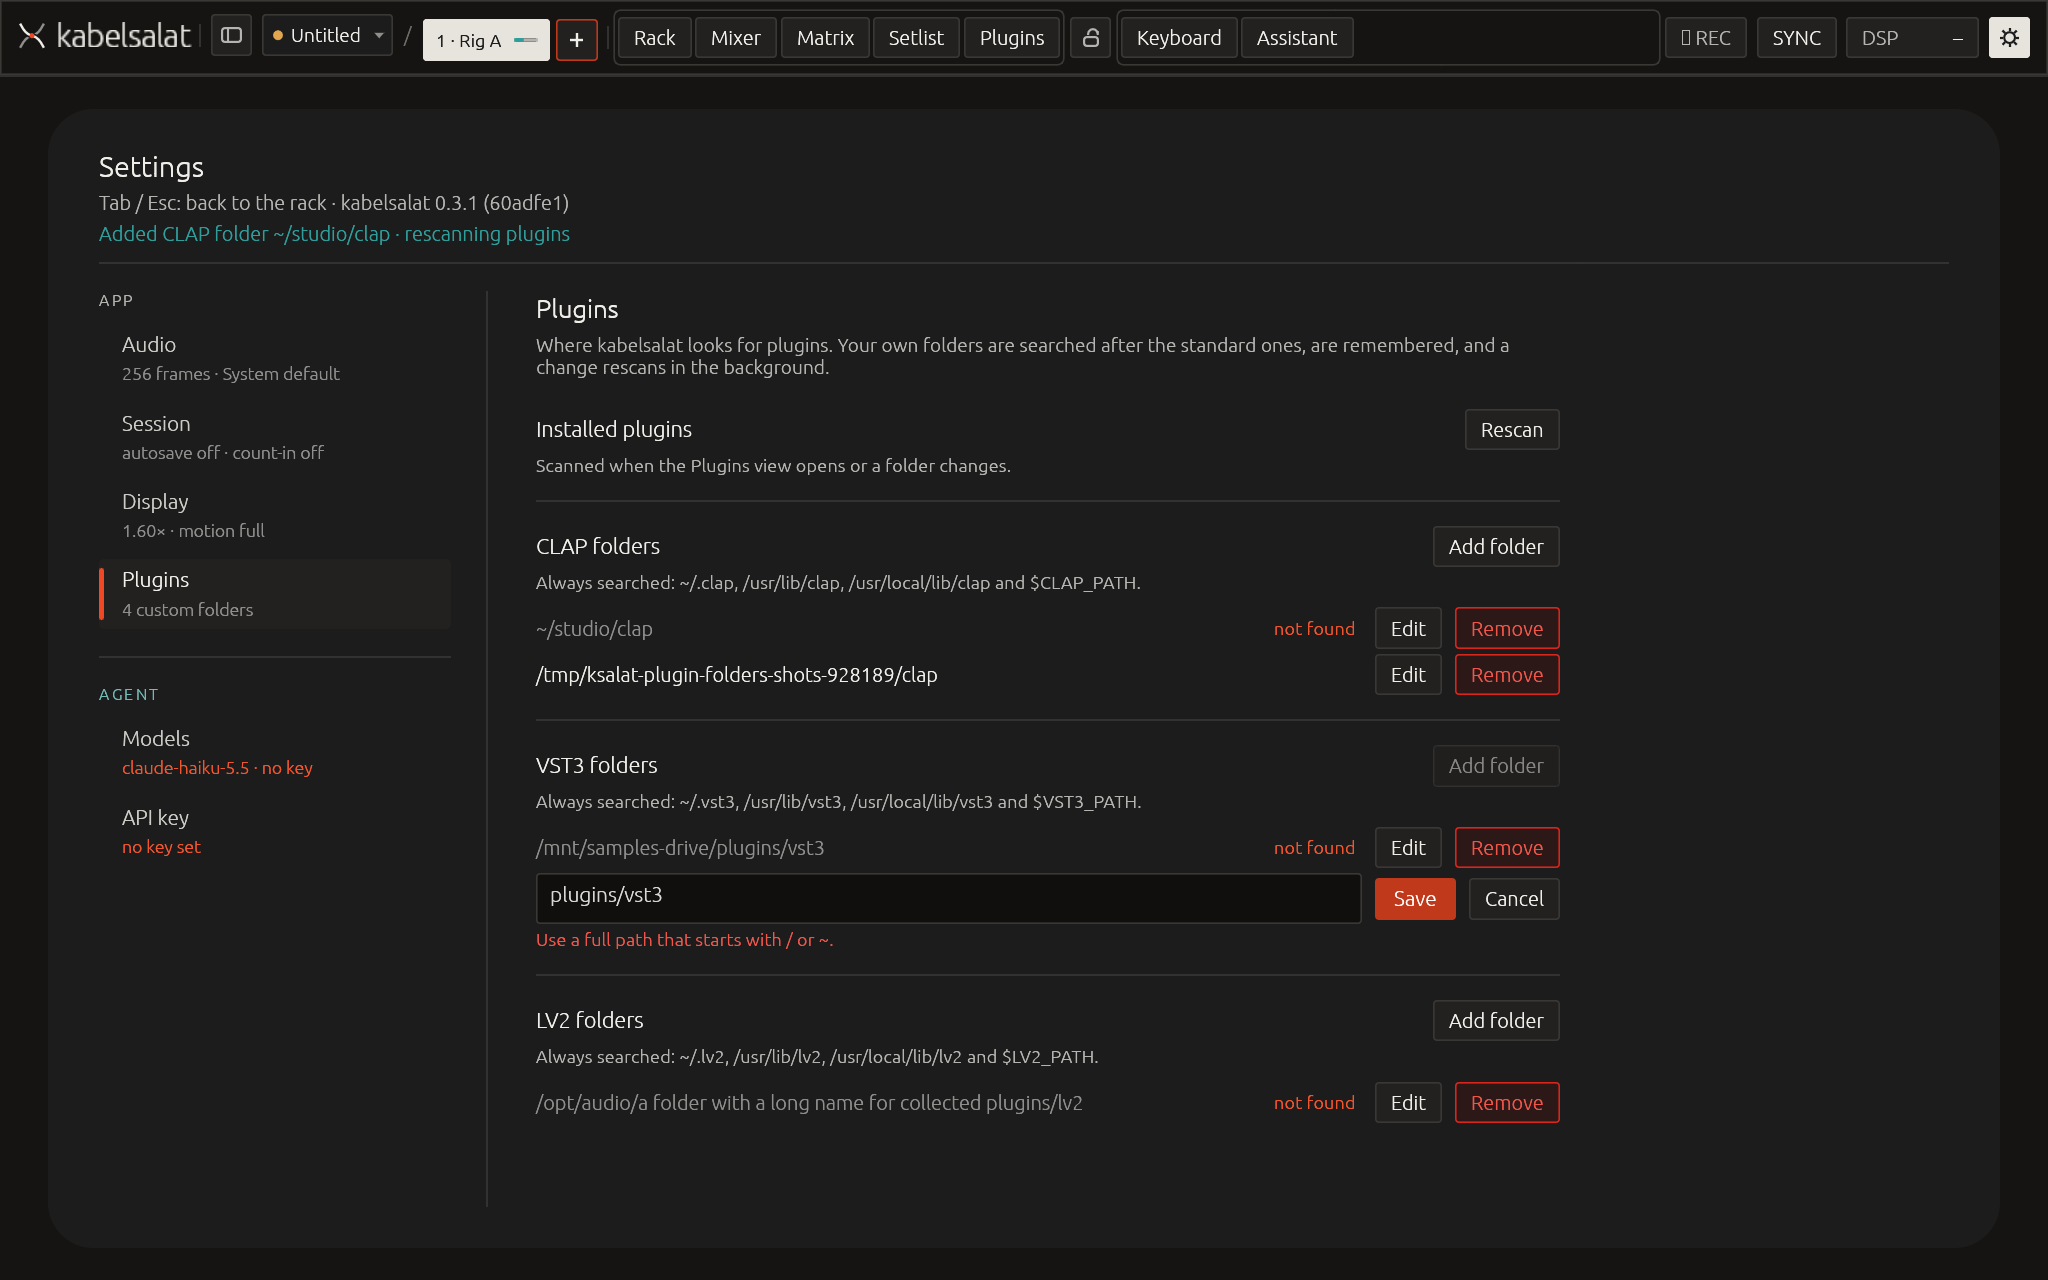 kabelsalat
Untitled
/
1 · Rig A
+
Rack
Mixer
Matrix
Setlist
Plugins
Keyboard
Assistant
REC
SYNC
DSP –
Settings
Tab / Esc: back to the rack · kabelsalat 0.3.1 (60adfe1)
Added CLAP folder ~/studio/clap · rescanning plugins
APP
Audio
256 frames · System default
Session
autosave off · count-in off
Display
1.60× · motion full
Plugins
4 custom folders
AGENT
Models
claude-haiku-5.5 · no key
API key
no key set
Plugins
Where kabelsalat looks for plugins. Your own folders are searched after the standard ones, are remembered, and a
change rescans in the background.
Installed plugins
Rescan
Scanned when the Plugins view opens or a folder changes.
CLAP folders
Add folder
Always searched: ~/.clap, /usr/lib/clap, /usr/local/lib/clap and $CLAP_PATH.
~/studio/clap not found Edit Remove
/tmp/ksalat-plugin-folders-shots-928189/clap Edit Remove
VST3 folders
Add folder
Always searched: ~/.vst3, /usr/lib/vst3, /usr/local/lib/vst3 and $VST3_PATH.
/mnt/samples-drive/plugins/vst3 not found Edit Remove
plugins/vst3 Save Cancel
Use a full path that starts with / or ~.
LV2 folders
Add folder
Always searched: ~/.lv2, /usr/lib/lv2, /usr/local/lib/lv2 and $LV2_PATH.
/opt/audio/a folder with a long name for collected plugins/lv2 not found Edit Remove